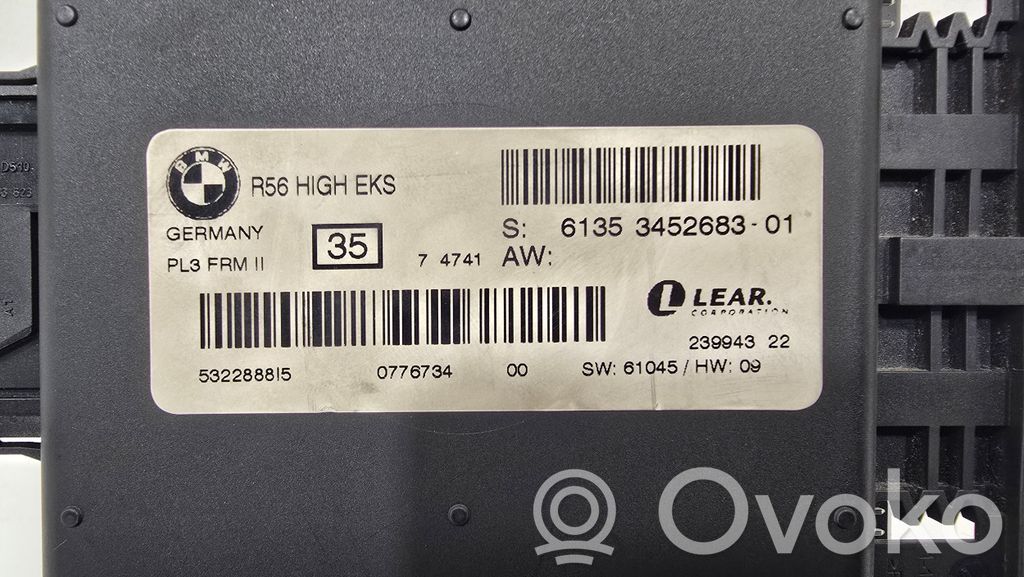 BMW
R56 HIGH EKS
S: 6135 3452683-01
GERMANY
35
PL3 FRM II
7 4741
AW:
L LEAR.
CORPORATION
239943 22
532288815
0776734
00
SW: 61045 / HW: 09
Ovoko